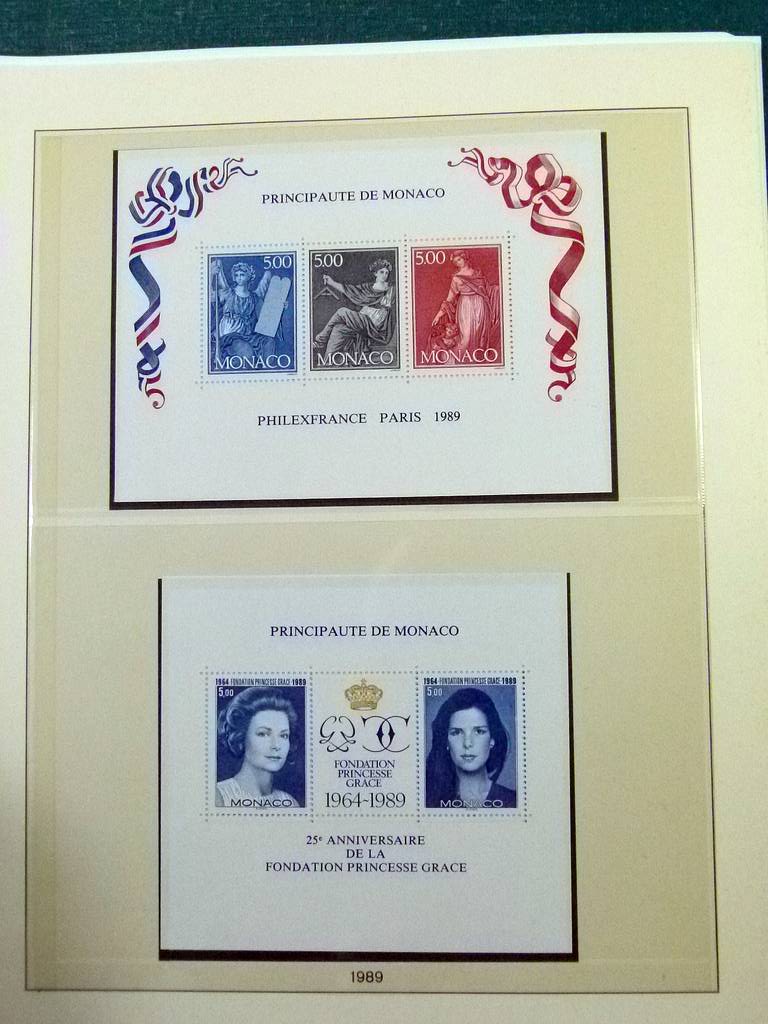 PRINCIPAUTE DE MONACO
5.00 5.00 5.00
MONACO MONACO MONACO
PHILEXFRANCE PARIS 1989
PRINCIPAUTE DE MONACO
1964-FONDATION PRINCESSE GRACE-1989 1964-FONDATION PRINCESSE GRACE-1989
5,00 5,00
FONDATION
PRINCESSE
GRACE
1964~1989
MONACO MONACO
25e ANNIVERSAIRE
DE LA
FONDATION PRINCESSE GRACE
1989